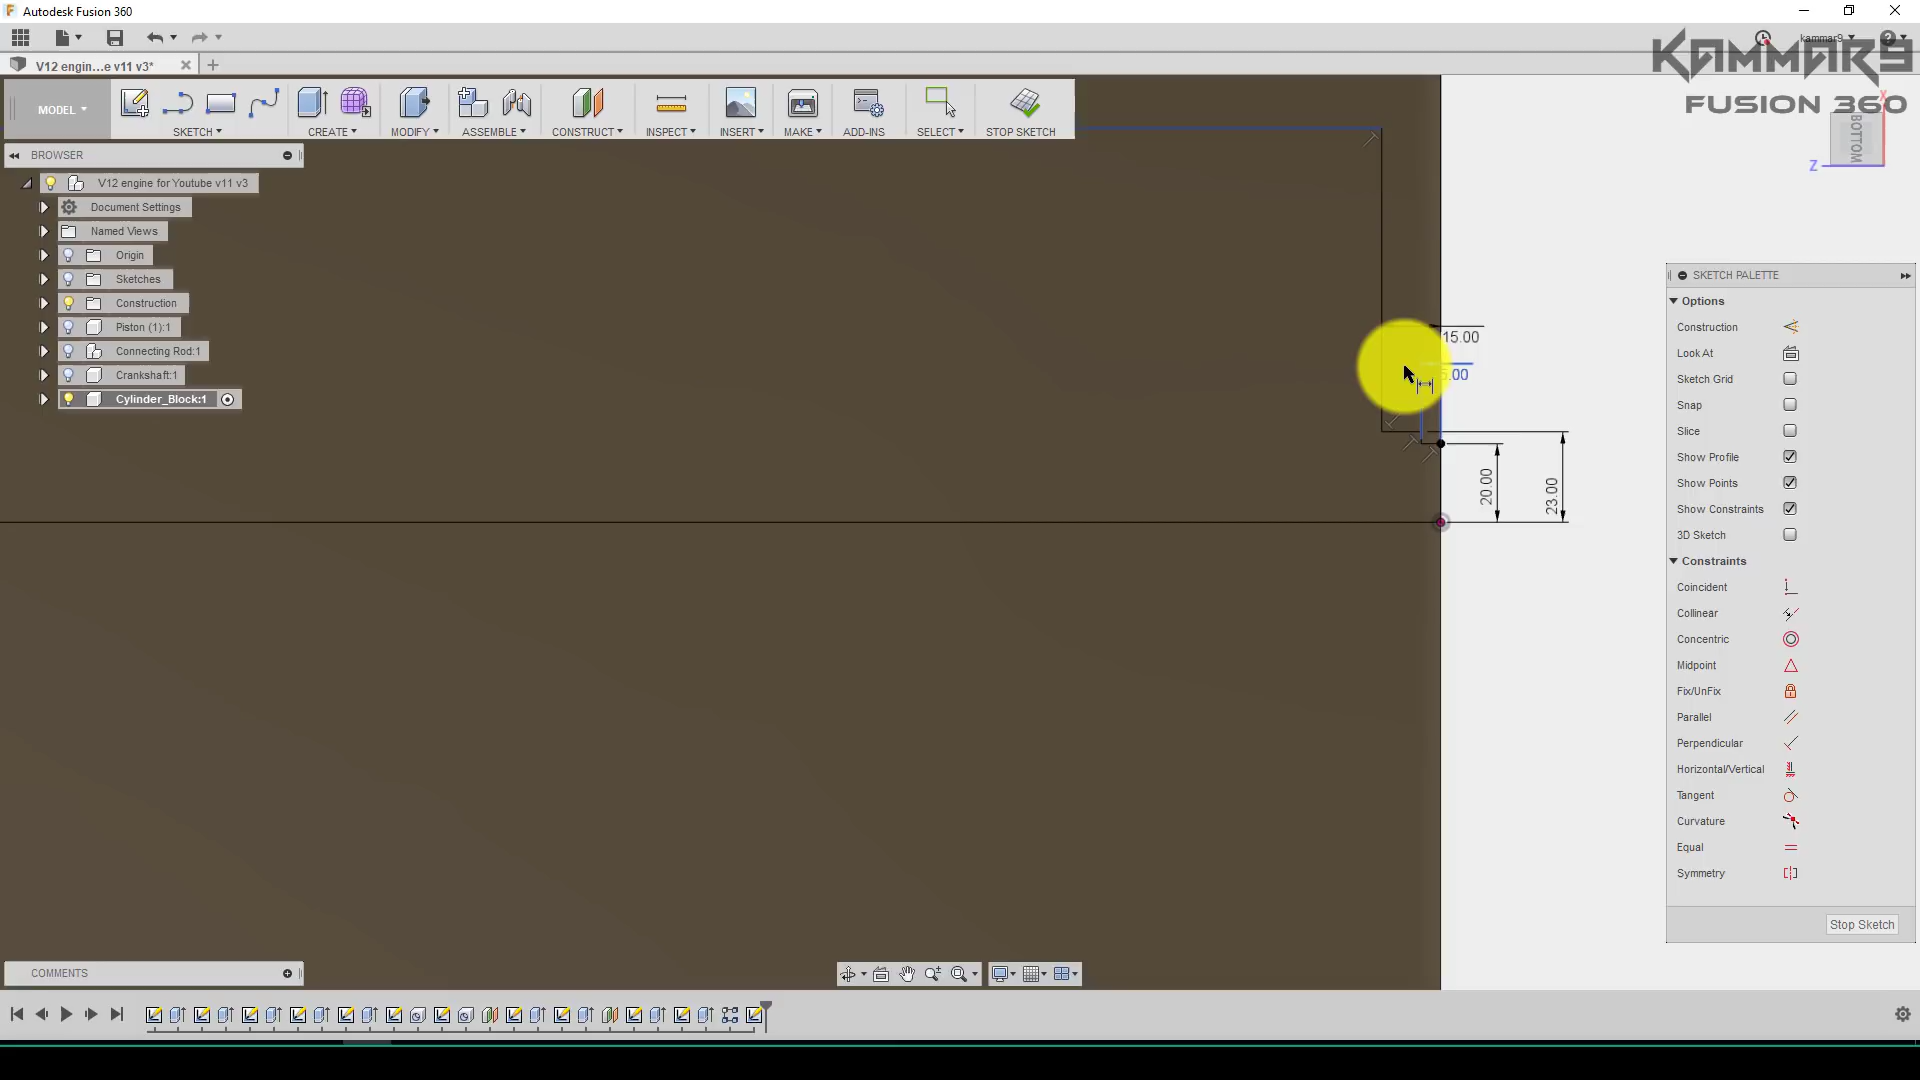 Autodesk Fusion 360
kammar9
KAMMAR9
FUSION 360
V12 engin...e v11 v3*
MODEL
SKETCH
CREATE
MODIFY
ASSEMBLE
CONSTRUCT
INSPECT
INSERT
MAKE
ADD-INS
SELECT
STOP SKETCH
X
BOTTOM
Z
BROWSER
V12 engine for Youtube v11 v3
Document Settings
Named Views
Origin
Sketches
Construction
Piston (1):1
Connecting Rod:1
Crankshaft:1
Cylinder_Block:1
15.00
5.00
20.00
23.00
SKETCH PALETTE
Options
Construction
Look At
Sketch Grid
Snap
Slice
Show Profile
Show Points
Show Constraints
3D Sketch
Constraints
Coincident
Collinear
Concentric
Midpoint
Fix/UnFix
Parallel
Perpendicular
Horizontal/Vertical
Tangent
Curvature
Equal
Symmetry
Stop Sketch
COMMENTS